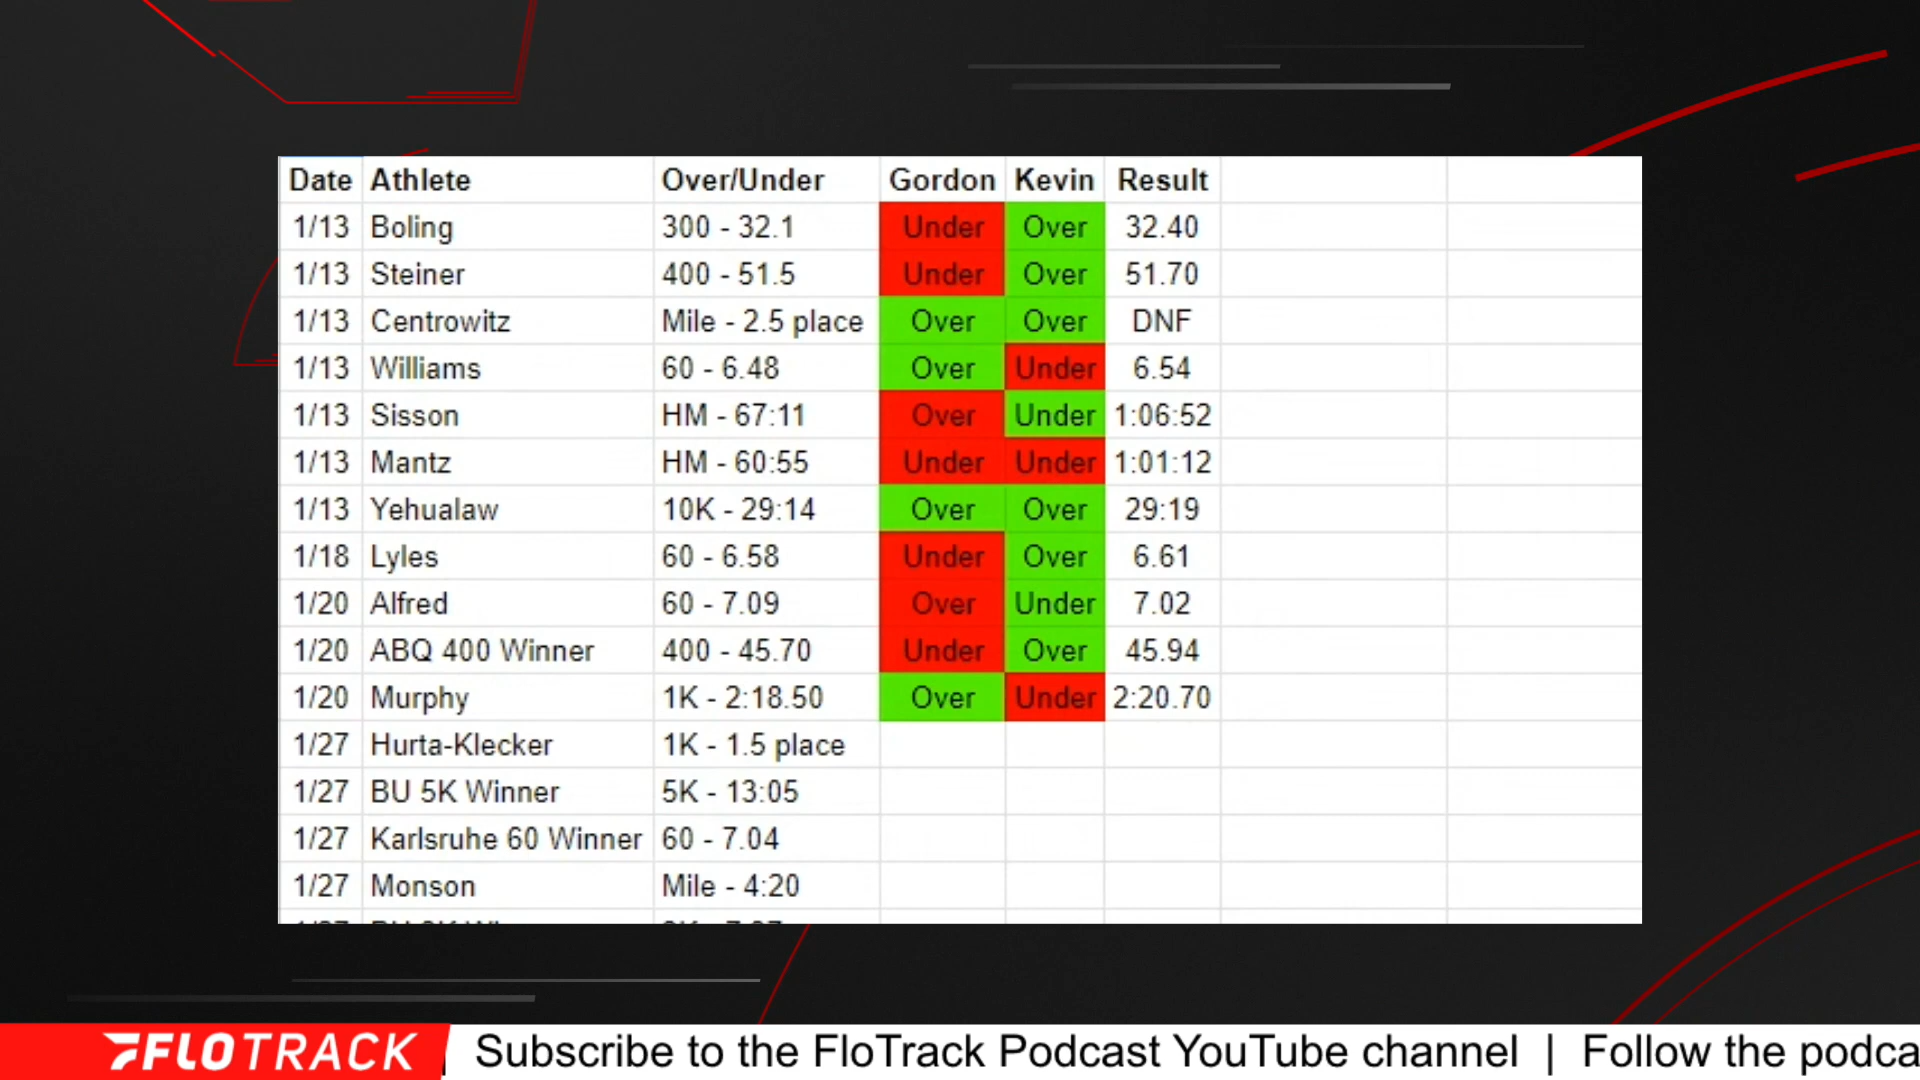 Date Athlete Over/Under Gordon Kevin Result
1/13 Boling 300 - 32.1 Under Over 32.40
1/13 Steiner 400 - 51.5 Under Over 51.70
1/13 Centrowitz Mile - 2.5 place Over Over DNF
1/13 Williams 60 - 6.48 Over Under 6.54
1/13 Sisson HM - 67:11 Over Under 1:06:52
1/13 Mantz HM - 60:55 Under Under 1:01:12
1/13 Yehualaw 10K - 29:14 Over Over 29:19
1/18 Lyles 60 - 6.58 Under Over 6.61
1/20 Alfred 60 - 7.09 Over Under 7.02
1/20 ABQ 400 Winner 400 - 45.70 Under Over 45.94
1/20 Murphy 1K - 2:18.50 Over Under 2:20.70
1/27 Hurta-Klecker 1K - 1.5 place
1/27 BU 5K Winner 5K - 13:05
1/27 Karlsruhe 60 Winner 60 - 7.04
1/27 Monson Mile - 4:20
FLOTRACK | Subscribe to the FloTrack Podcast YouTube channel | Follow the podca